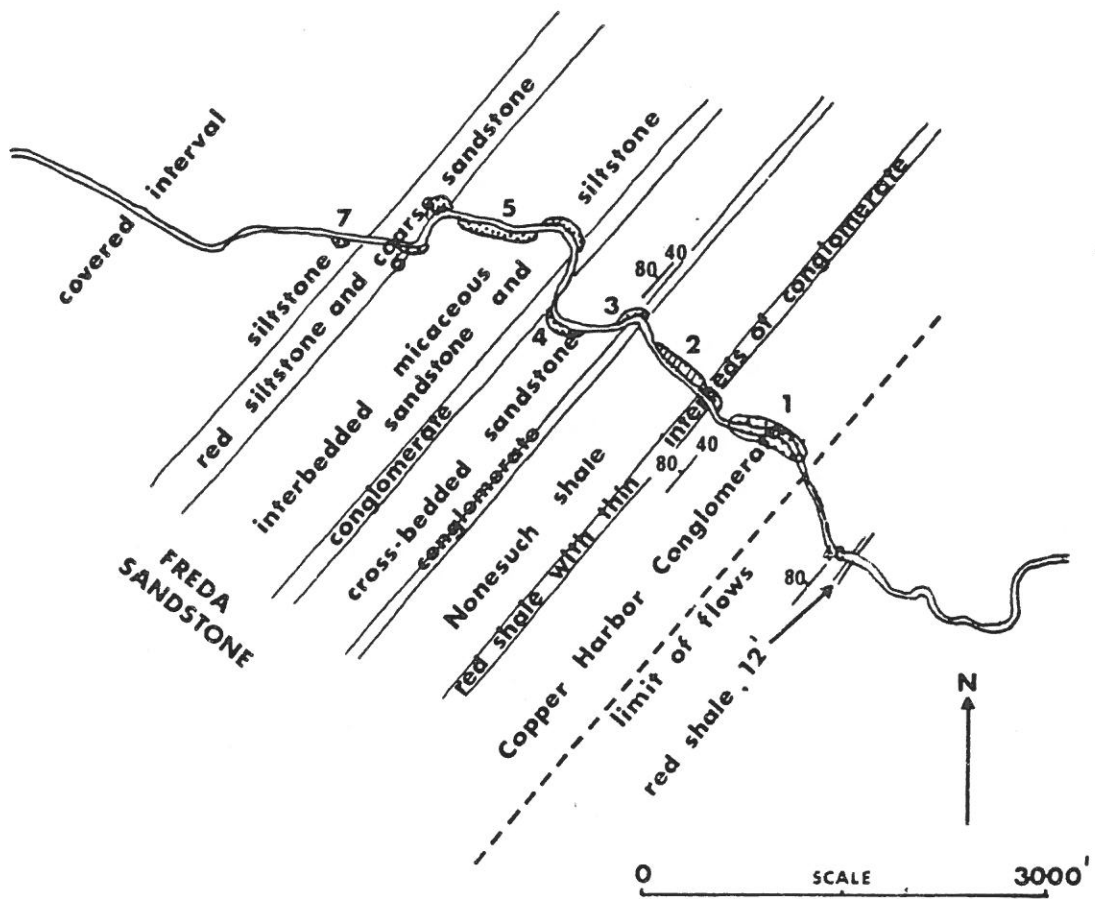 covered interval
7
siltstone
red siltstone and coarse sandstone
5
interbedded micaceous
sandstone and siltstone
conglomerate
4
cross-bedded sandstone
conglomerate
3
80 40
Nonesuch shale
2
red shale with thin interbeds of conglomerate
80 40
1
Copper Harbor Conglomerate
limit of flows
80
red shale, 12'
FREDA
SANDSTONE
N
0 SCALE 3000'